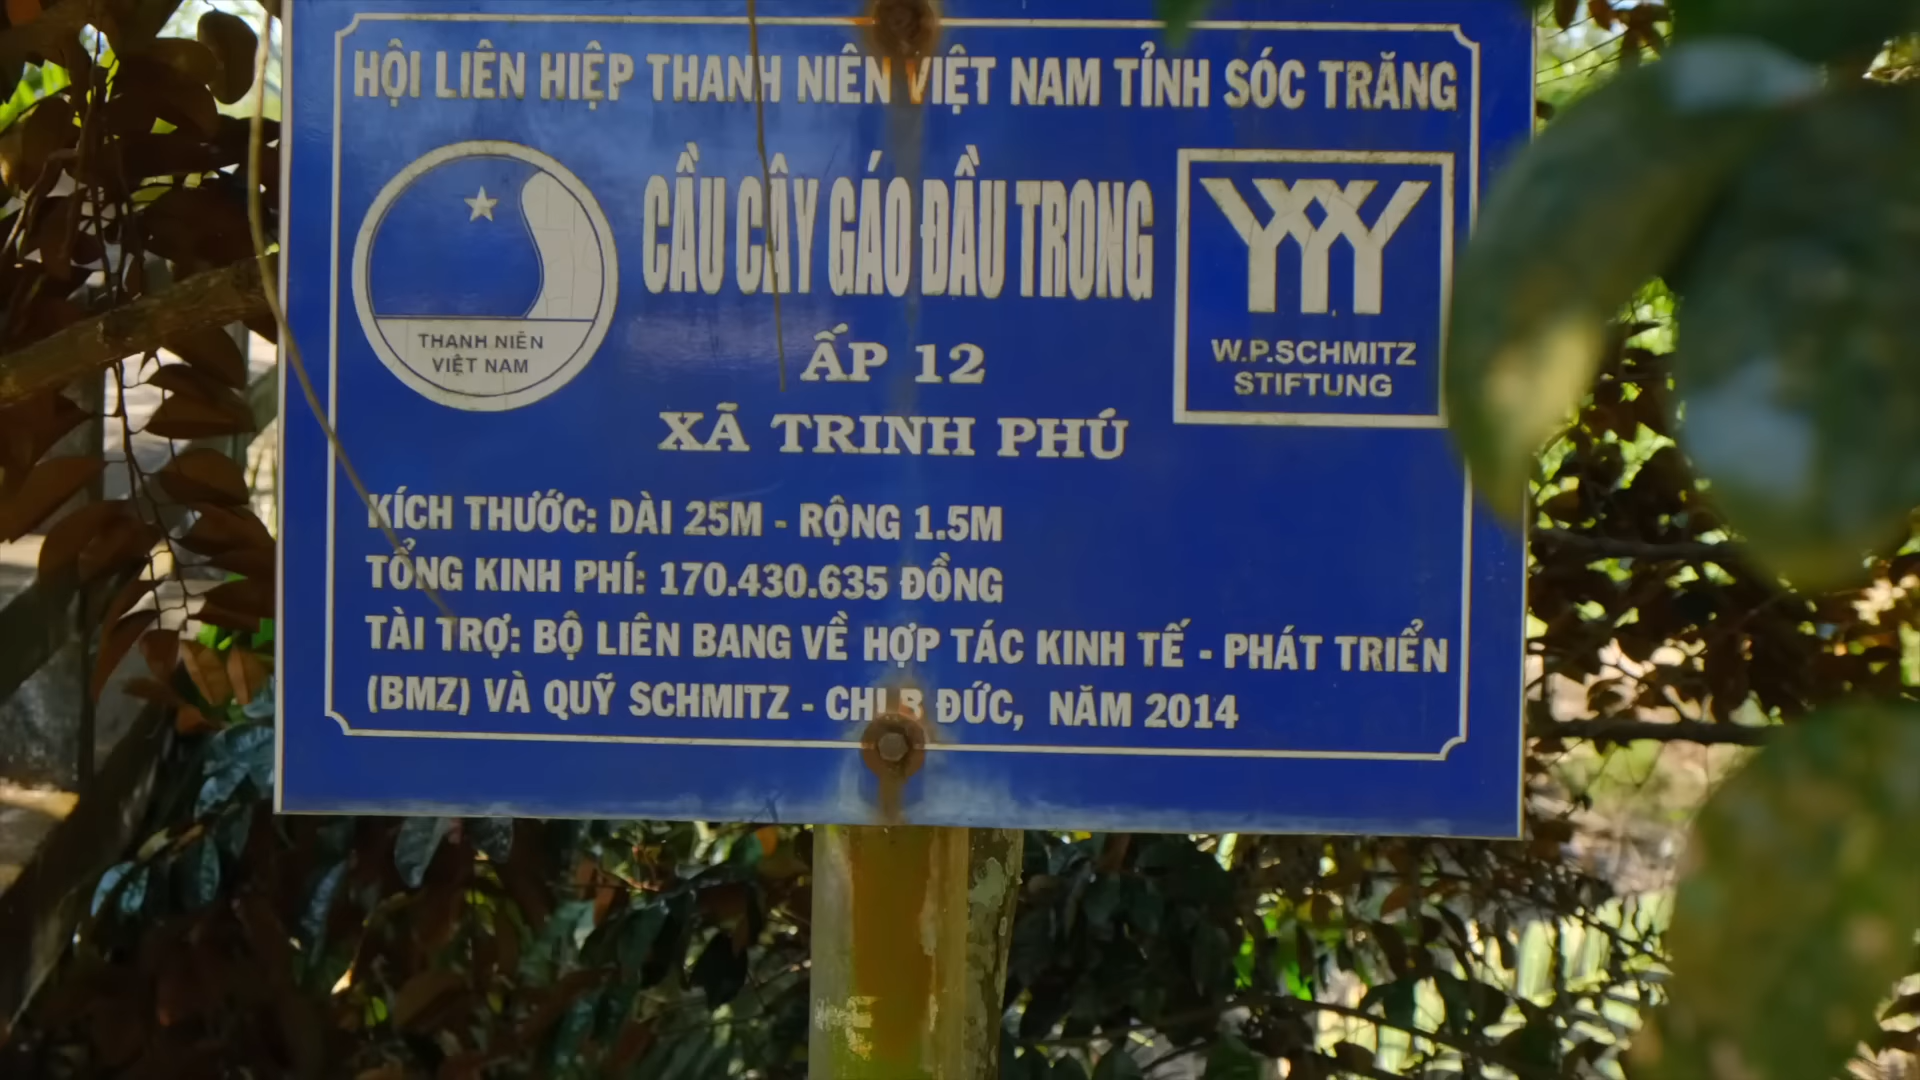 HỘI LIÊN HIỆP THANH NIÊN VIỆT NAM TỈNH SÓC TRĂNG
CẦU CÂY GÁO ĐẦU TRONG
ẤP 12
XÃ TRINH PHÚ
THANH NIÊN
VIỆT NAM
W.P.SCHMITZ
STIFTUNG
KÍCH THƯỚC: DÀI 25M - RỘNG 1.5M
TỔNG KINH PHÍ: 170.430.635 ĐỒNG
TÀI TRỢ: BỘ LIÊN BANG VỀ HỢP TÁC KINH TẾ - PHÁT TRIỂN
(BMZ) VÀ QUỸ SCHMITZ - CHLB ĐỨC, NĂM 2014